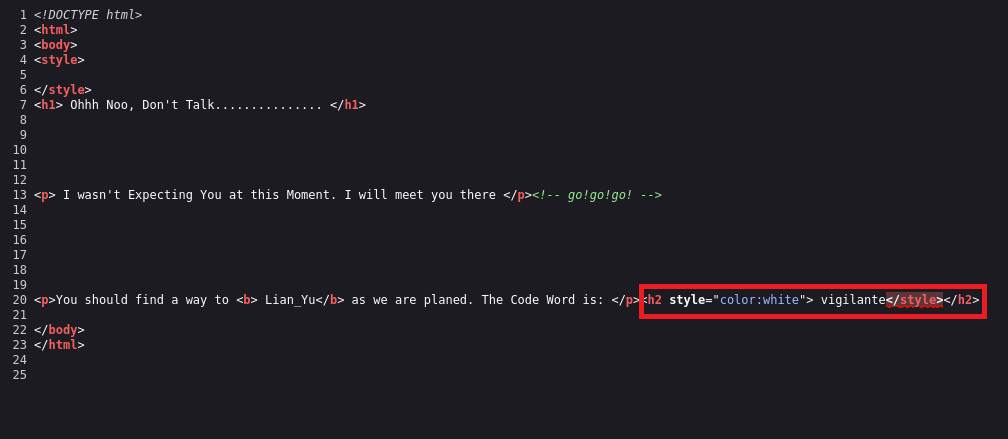 1 <!DOCTYPE html>
2 <html>
3 <body>
4 <style>
5
6 </style>
7 <h1> Ohhh Noo, Don't Talk............... </h1>
8
9
10
11
12
13 <p> I wasn't Expecting You at this Moment. I will meet you there </p><!-- go!go!go! -->
14
15
16
17
18
19
20 <p>You should find a way to <b> Lian_Yu</b> as we are planed. The Code Word is: </p><h2 style="color:white"> vigilante</style></h2>
21
22 </body>
23 </html>
24
25